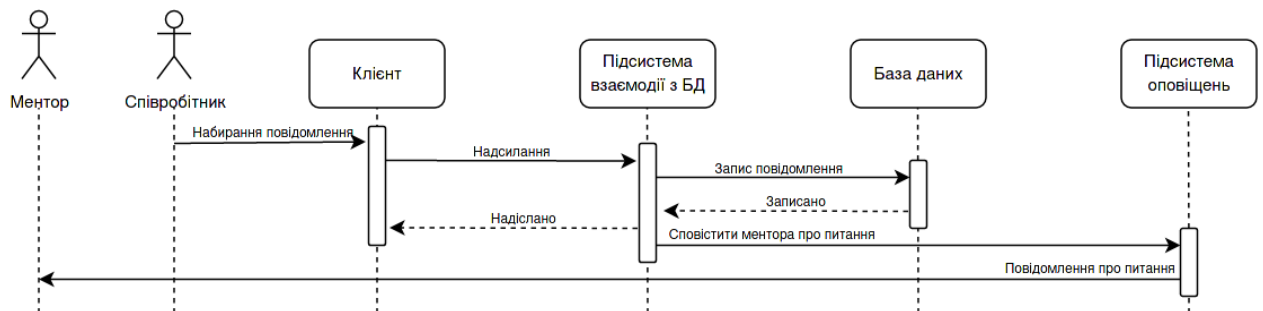 Ментор
Співробітник
Клієнт
Підсистема
взаємодії з БД
База даних
Підсистема
оповіщень
Набирання повідомлення
Надсилання
Запис повідомлення
Записано
Надіслано
Сповістити ментора про питання
Повідомлення про питання